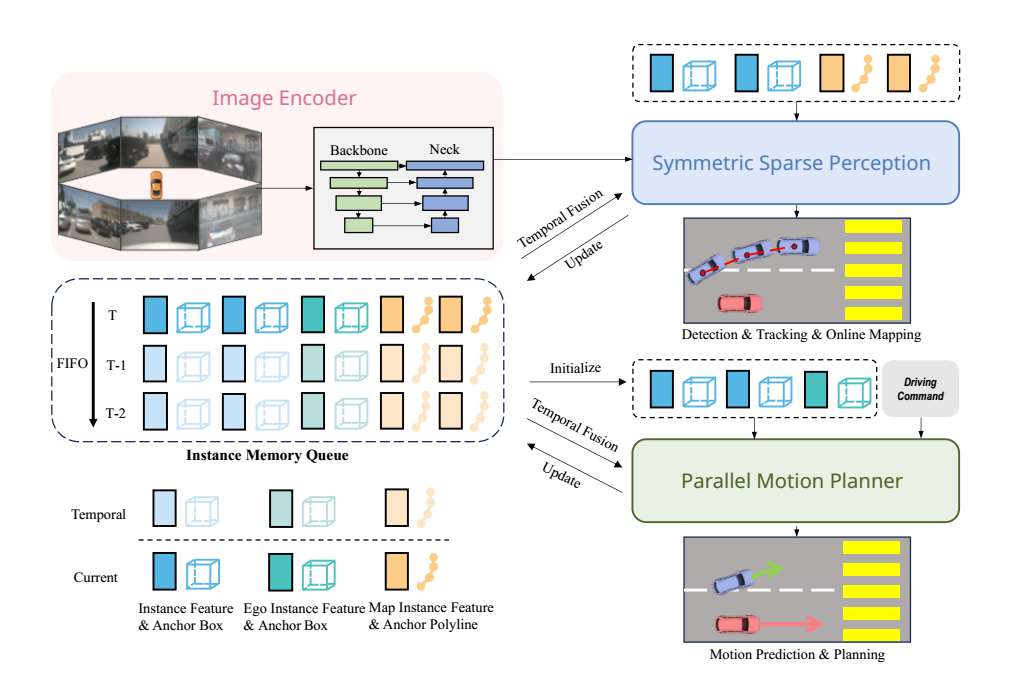 Image Encoder
Backbone
Neck
Symmetric Sparse Perception
Temporal Fusion
Update
Detection & Tracking & Online Mapping
FIFO
T
T-1
T-2
Instance Memory Queue
Initialize
Temporal Fusion
Update
Driving
Command
Parallel Motion Planner
Motion Prediction & Planning
Temporal
Current
Instance Feature
& Anchor Box
Ego Instance Feature
& Anchor Box
Map Instance Feature
& Anchor Polyline